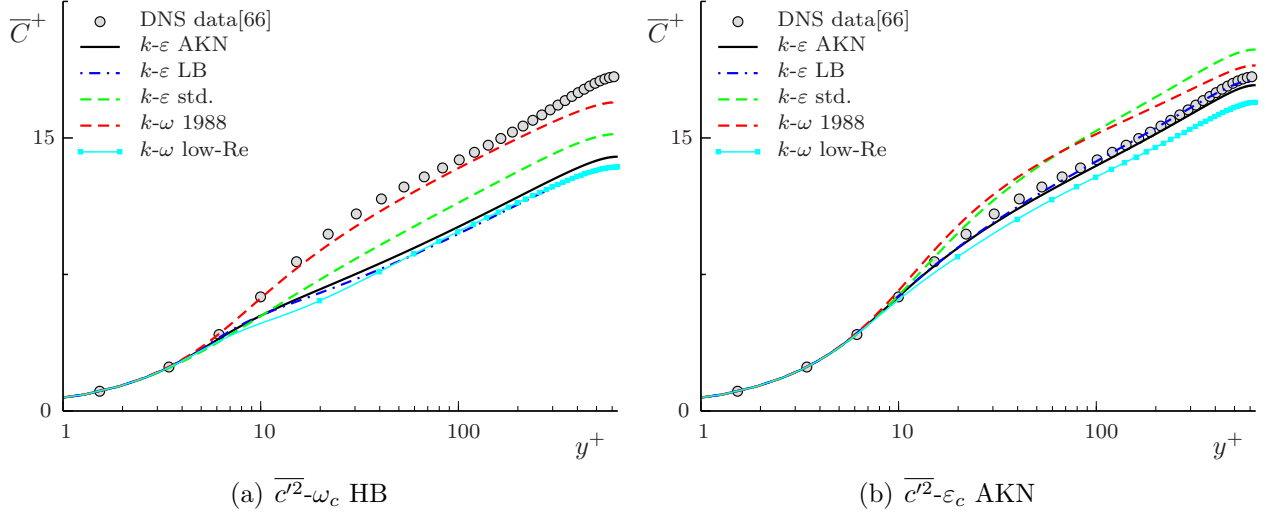 C̅⁺
DNS data[66]
k-ε AKN
k-ε LB
k-ε std.
k-ω 1988
k-ω low-Re
15
0
1
10
100
y⁺
(a) c′²̅-ω_c HB
C̅⁺
DNS data[66]
k-ε AKN
k-ε LB
k-ε std.
k-ω 1988
k-ω low-Re
15
0
1
10
100
y⁺
(b) c′²̅-ε_c AKN